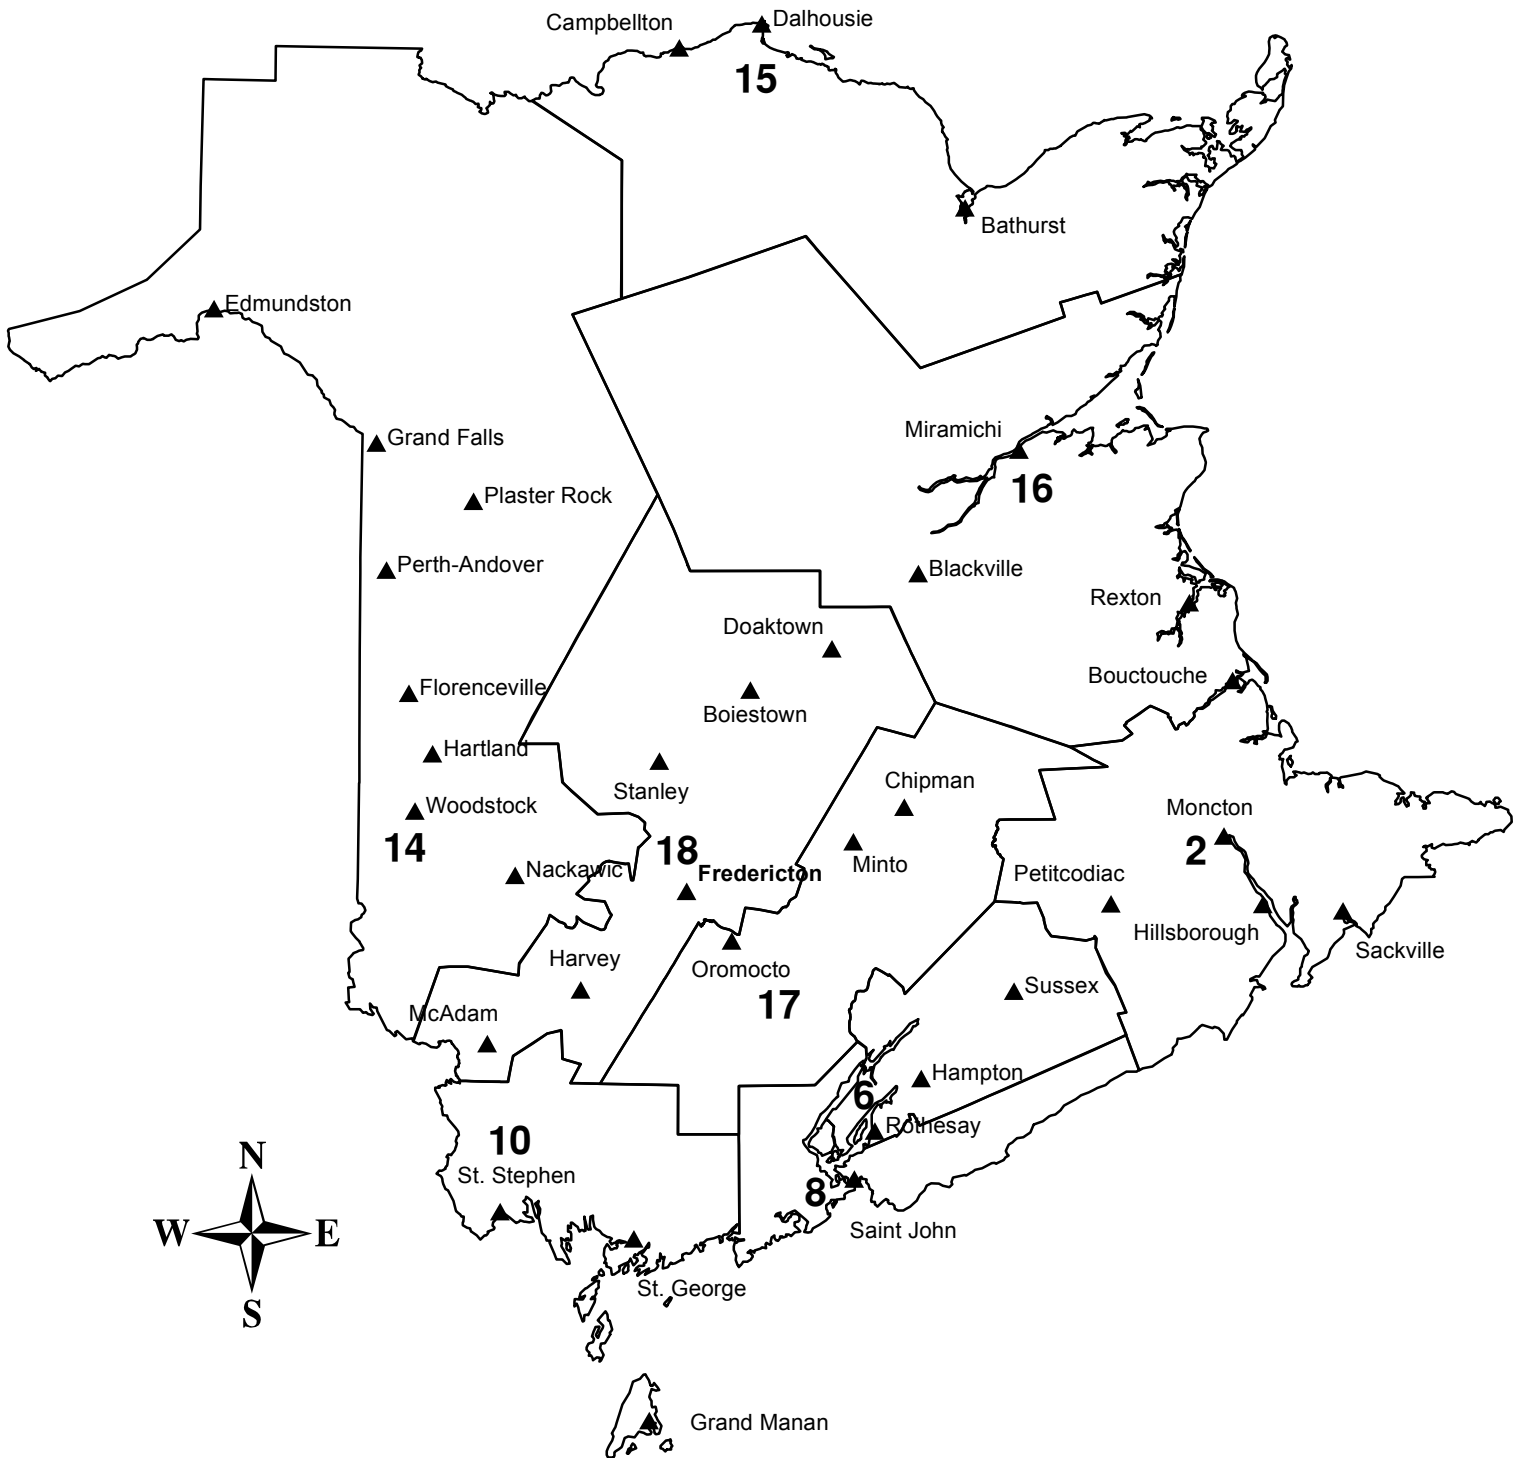 Dalhousie
Campbellton
15
Bathurst
Edmundston
Miramichi
Grand Falls
16
Plaster Rock
Perth-Andover
Blackville
Rexton
Doaktown
Bouctouche
Florenceville
Boiestown
Hartland
Chipman
Stanley
Woodstock
Moncton
14
18
2
Minto
Nackawic
Fredericton
Petitcodiac
Hillsborough
Sackville
Harvey
Oromocto
Sussex
17
McAdam
Hampton
6
Rothesay
10
N
St. Stephen
8
W
E
Saint John
St. George
S
Grand Manan